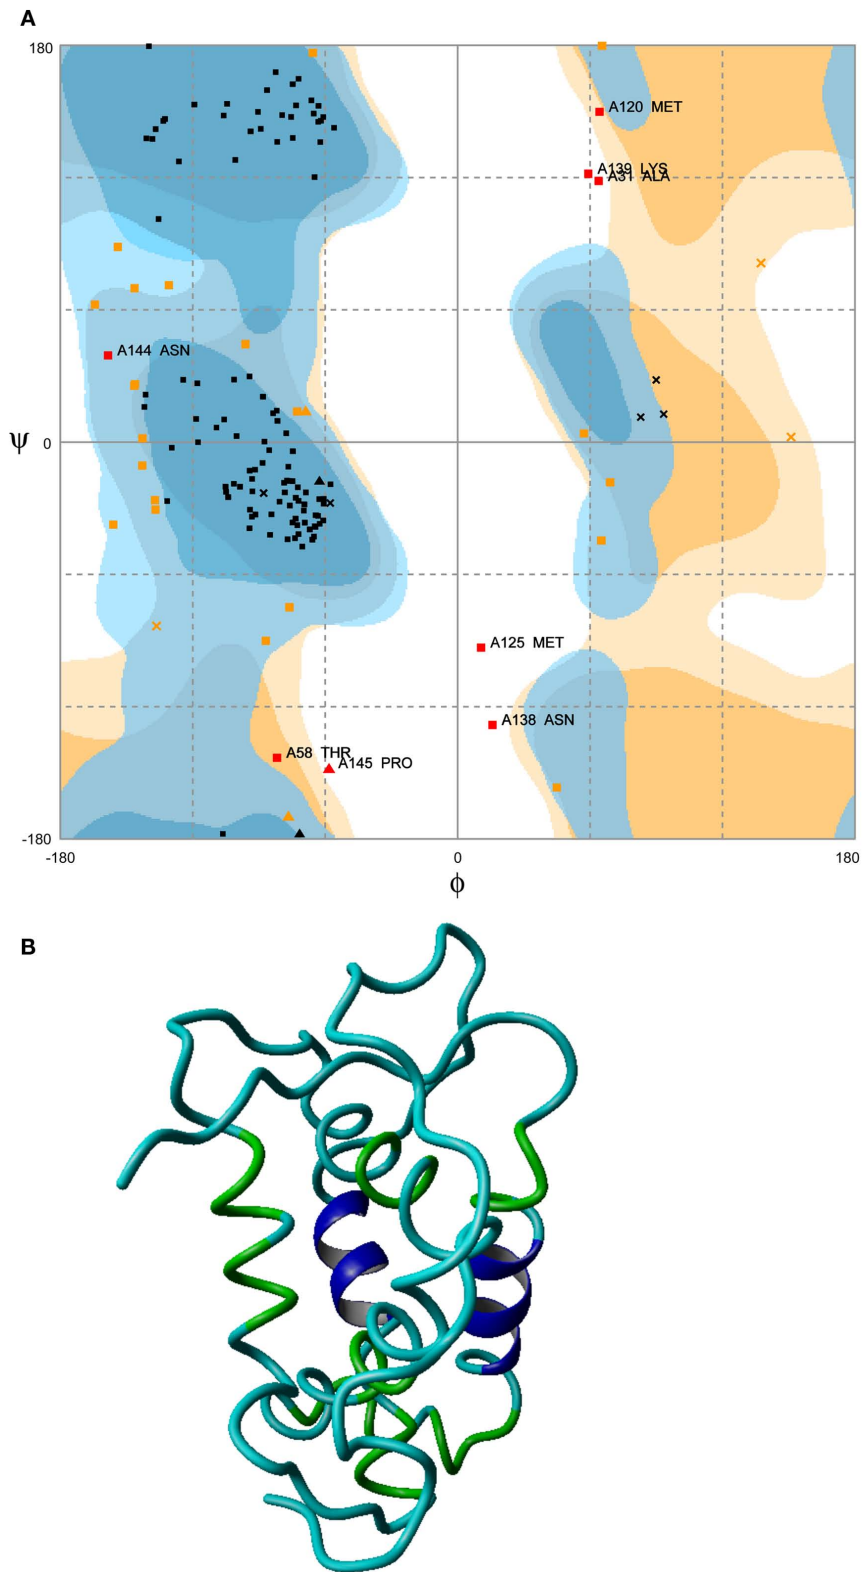 A
180
A120 MET
A139 LYS
A31 ALA
A144 ASN
ψ
0
A125 MET
A138 ASN
A58 THR
A145 PRO
-180
-180
0
180
ϕ
B